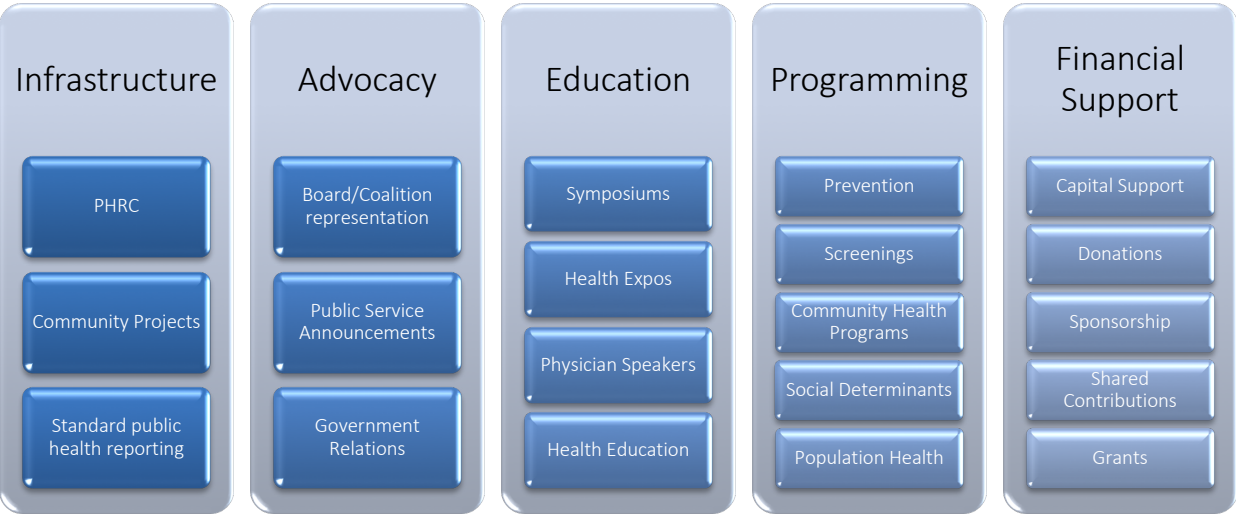 Infrastructure
PHRC
Community Projects
Standard public
health reporting
Advocacy
Board/Coalition
representation
Public Service
Announcements
Government
Relations
Education
Symposiums
Health Expos
Physician Speakers
Health Education
Programming
Prevention
Screenings
Community Health
Programs
Social Determinants
Population Health
Financial
Support
Capital Support
Donations
Sponsorship
Shared
Contributions
Grants